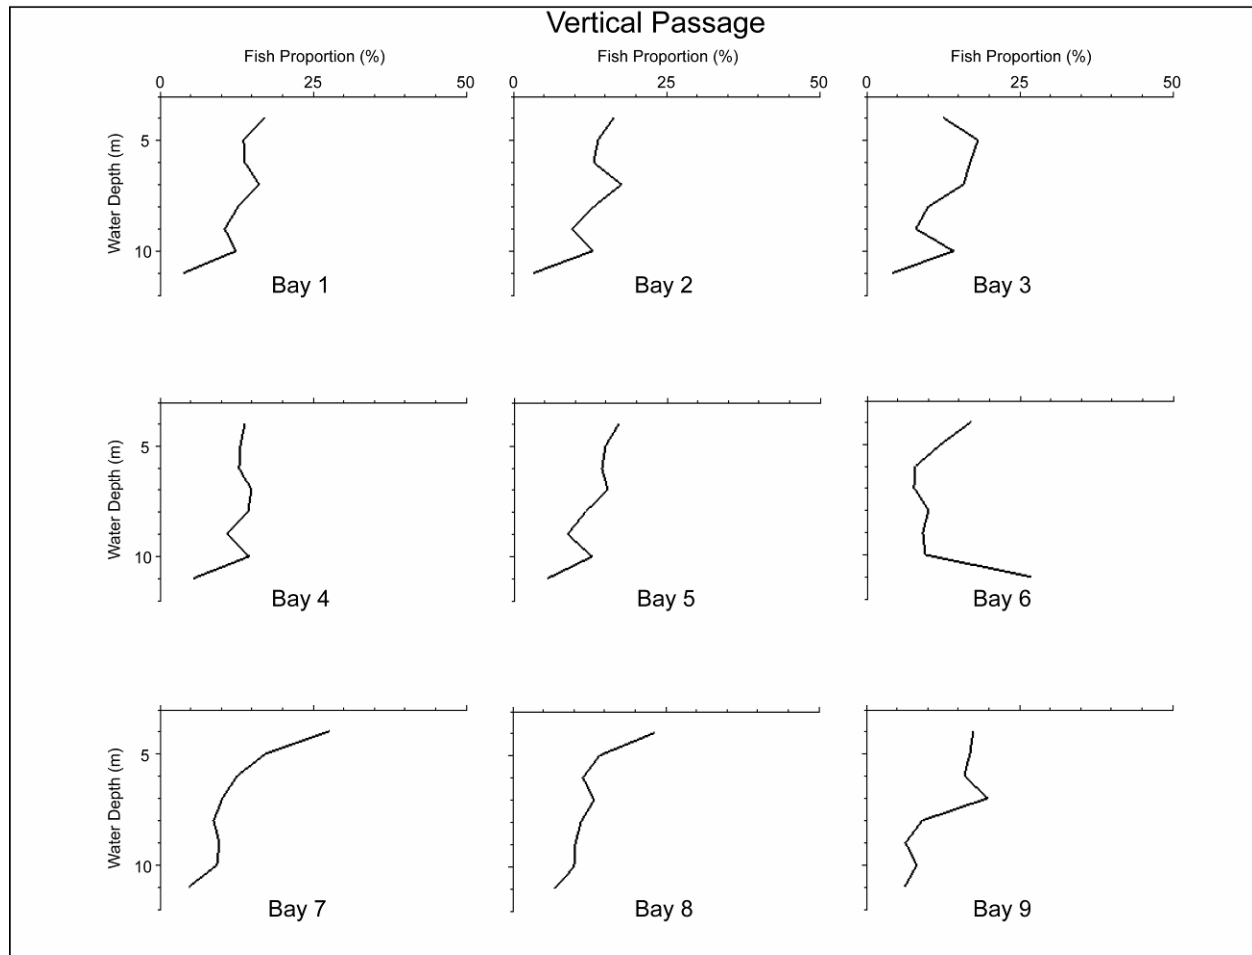 Vertical Passage
Fish Proportion (%) Fish Proportion (%) Fish Proportion (%)
0 25 50 0 25 50 0 25 50
Water Depth (m)
5
10
Bay 1 Bay 2 Bay 3
Water Depth (m)
5
10
Bay 4 Bay 5 Bay 6
Water Depth (m)
5
10
Bay 7 Bay 8 Bay 9